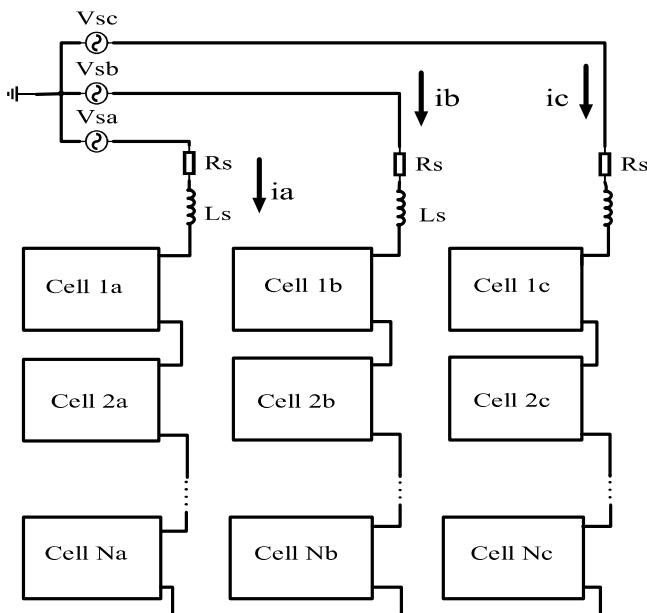 Vsc
Vsb
Vsa
ib
ic
Rs
ia
Rs
Rs
Ls
Ls
Cell 1a
Cell 1b
Cell 1c
Cell 2a
Cell 2b
Cell 2c
Cell Na
Cell Nb
Cell Nc